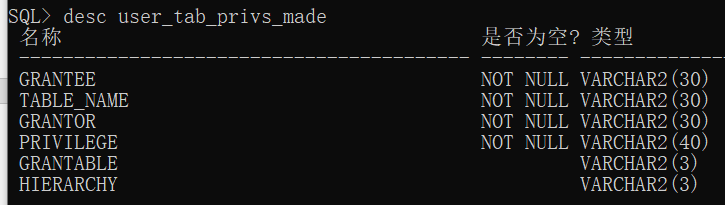 SQL> desc user_tab_privs_made
名称 是否为空? 类型
----------------------------------------- -------- --------------
GRANTEE NOT NULL VARCHAR2(30)
TABLE_NAME NOT NULL VARCHAR2(30)
GRANTOR NOT NULL VARCHAR2(30)
PRIVILEGE NOT NULL VARCHAR2(40)
GRANTABLE VARCHAR2(3)
HIERARCHY VARCHAR2(3)